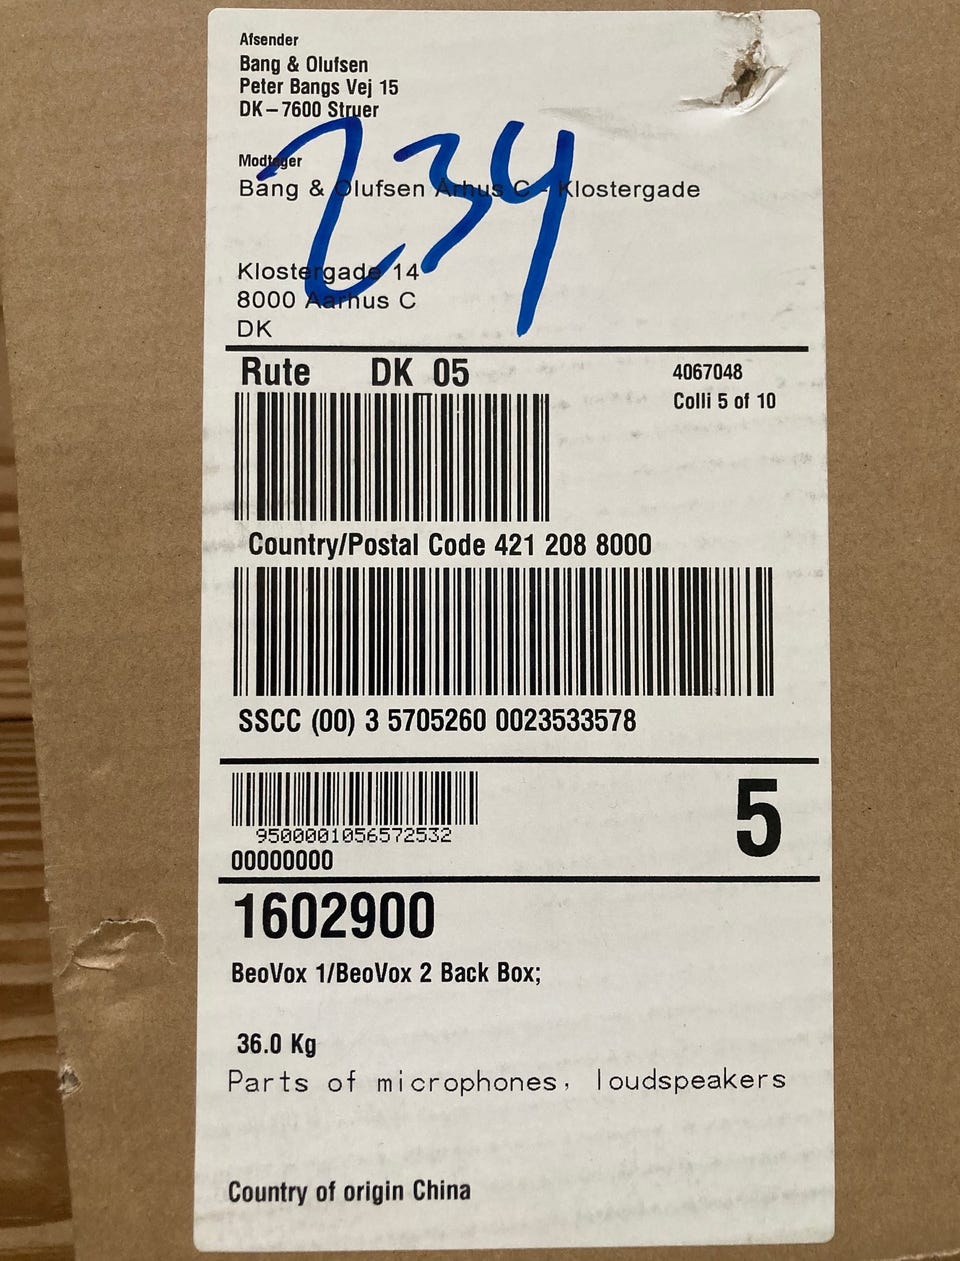 Afsender
Bang & Olufsen
Peter Bangs Vej 15
DK–7600 Struer
234
Modtager
Bang & Olufsen Århus C - Klostergade
Klostergade 14
8000 Aarhus C
DK
Rute DK 05
4067048
Colli 5 of 10
Country/Postal Code 421 208 8000
SSCC (00) 3 5705260 0023533578
9500001056572532
00000000
5
1602900
BeoVox 1/BeoVox 2 Back Box;
36.0 Kg
Parts of microphones, loudspeakers
Country of origin China